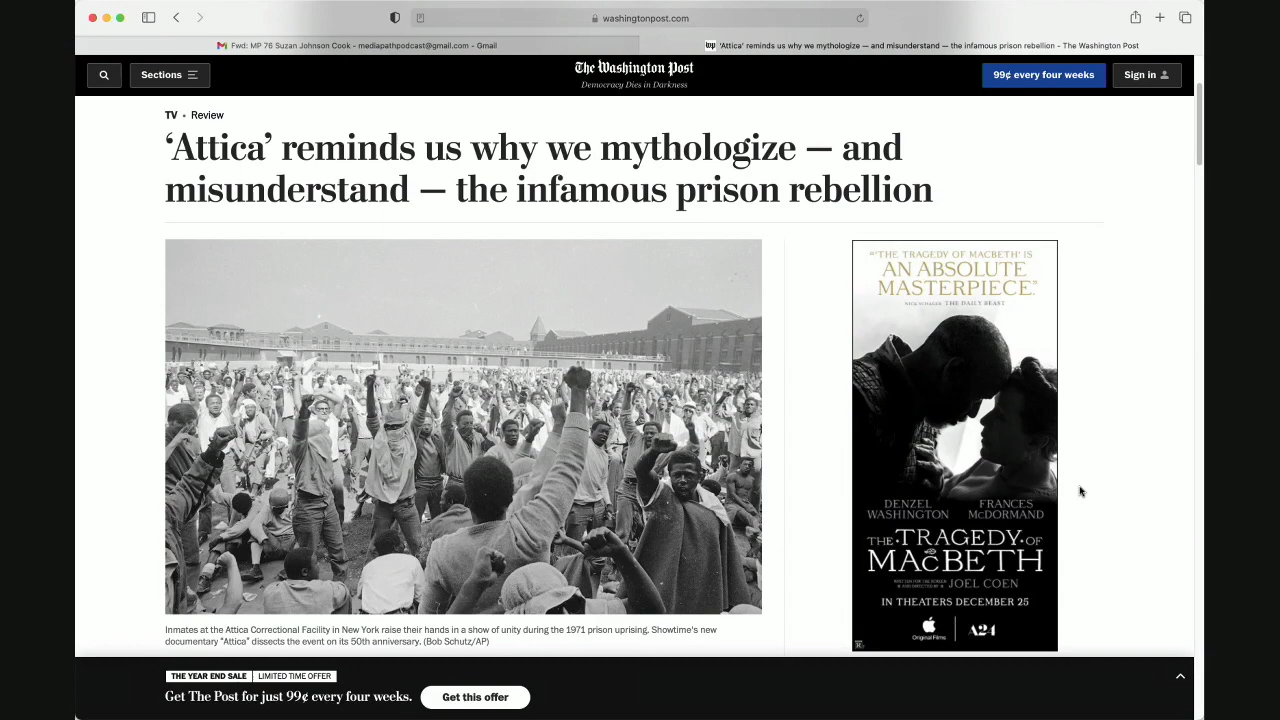 washingtonpost.com
Fwd: MP 76 Suzan Johnson Cook - mediapathpodcast@gmail.com - Gmail
wp 'Attica' reminds us why we mythologize — and misunderstand — the infamous prison rebellion - The Washington Post
Sections
The Washington Post
Democracy Dies in Darkness
99¢ every four weeks
Sign in
TV • Review
‘Attica’ reminds us why we mythologize — and
misunderstand — the infamous prison rebellion
“‘THE TRAGEDY OF MACBETH’ IS
AN ABSOLUTE
MASTERPIECE.”
NICK SCHAGER THE DAILY BEAST
DENZEL WASHINGTON
FRANCES McDORMAND
THE TRAGEDY OF
MACBETH
JOEL COEN
IN THEATERS DECEMBER 25
Original Films
A24
Inmates at the Attica Correctional Facility in New York raise their hands in a show of unity during the 1971 prison uprising. Showtime's new
documentary “Attica” dissects the event on its 50th anniversary. (Bob Schutz/AP)
THE YEAR END SALE LIMITED TIME OFFER
Get The Post for just 99¢ every four weeks.
Get this offer